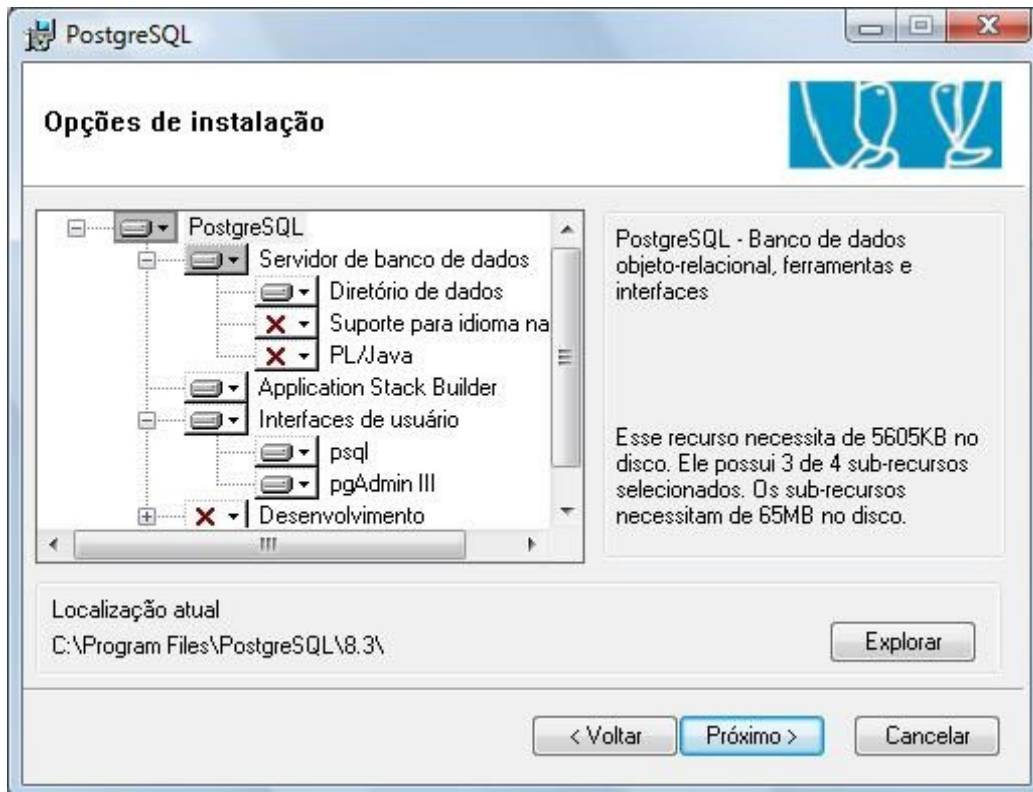 PostgreSQL
Opções de instalação
PostgreSQL
Servidor de banco de dados
Diretório de dados
Suporte para idioma na
PL/Java
Application Stack Builder
Interfaces de usuário
psql
pgAdmin III
Desenvolvimento
PostgreSQL - Banco de dados
objeto-relacional, ferramentas e
interfaces
Esse recurso necessita de 5605KB no
disco. Ele possui 3 de 4 sub-recursos
selecionados. Os sub-recursos
necessitam de 65MB no disco.
Localização atual
C:\Program Files\PostgreSQL\8.3\
Explorar
< Voltar
Próximo >
Cancelar